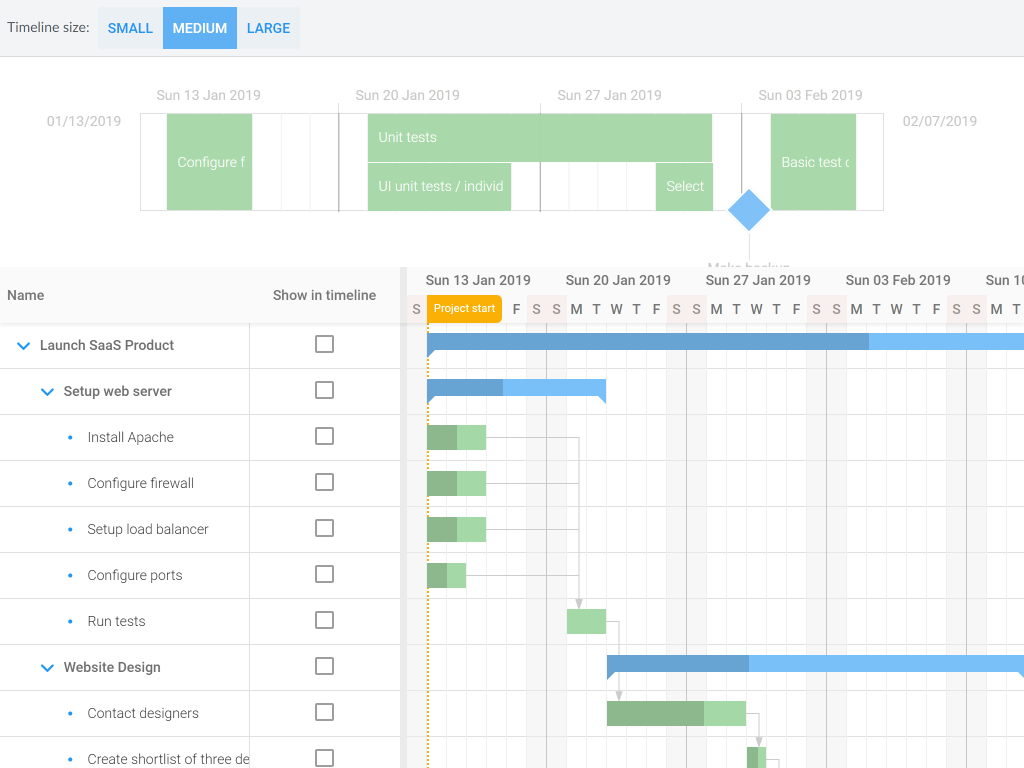 Timeline size: SMALL MEDIUM LARGE
Sun 13 Jan 2019 Sun 20 Jan 2019 Sun 27 Jan 2019 Sun 03 Feb 2019
01/13/2019 02/07/2019
Unit tests
Configure f Basic test
UI unit tests / individ Select
Make backup
Sun 13 Jan 2019 Sun 20 Jan 2019 Sun 27 Jan 2019 Sun 03 Feb 2019 Sun 10
Name Show in timeline
S Project start F S S M T W T F S S M T W T F S S M T W T F S S M T
Launch SaaS Product
Setup web server
Install Apache
Configure firewall
Setup load balancer
Configure ports
Run tests
Website Design
Contact designers
Create shortlist of three de